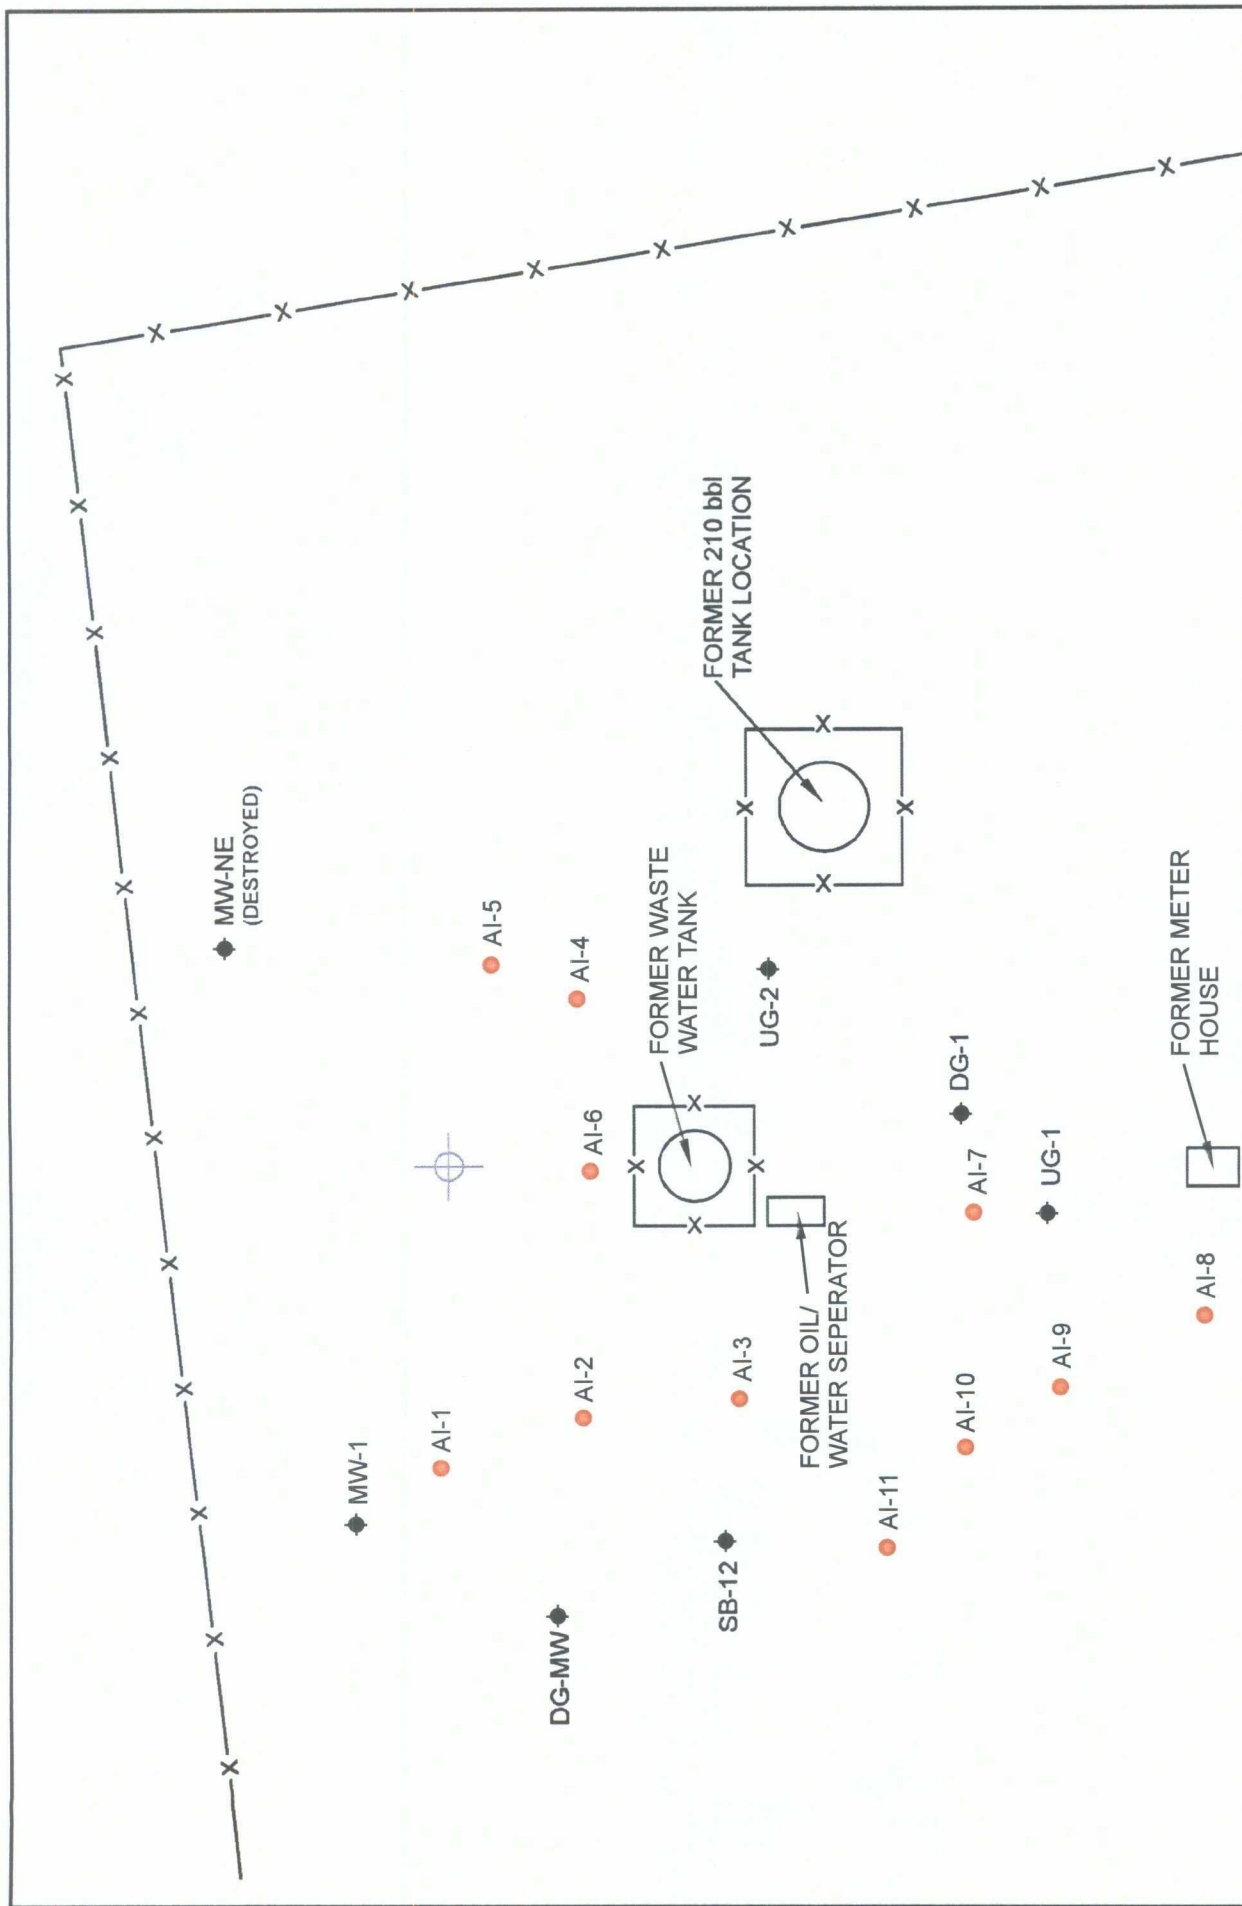 MW-NE
(DESTROYED)
MW-1
AI-1
AI-5
DG-MW
AI-2
AI-6
AI-4
FORMER WASTE
WATER TANK
FORMER 210 bbl
TANK LOCATION
SB-12
AI-3
UG-2
FORMER OIL/
WATER SEPERATOR
AI-11
AI-10
AI-7
DG-1
AI-9
UG-1
AI-8
FORMER METER
HOUSE